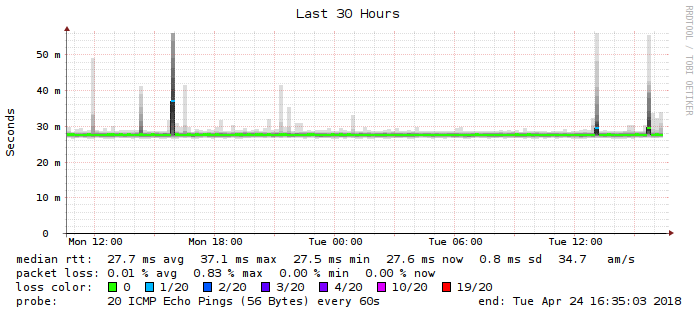 Last 30 Hours
RRDTOOL / TOBI OETIKER
Seconds
50 m
40 m
30 m
20 m
10 m
0
Mon 12:00 Mon 18:00 Tue 00:00 Tue 06:00 Tue 12:00
median rtt: 27.7 ms avg 37.1 ms max 27.5 ms min 27.6 ms now 0.8 ms sd 34.7 am/s
packet loss: 0.01 % avg 0.83 % max 0.00 % min 0.00 % now
loss color: 0 1/20 2/20 3/20 4/20 10/20 19/20
probe: 20 ICMP Echo Pings (56 Bytes) every 60s end: Tue Apr 24 16:35:03 2018